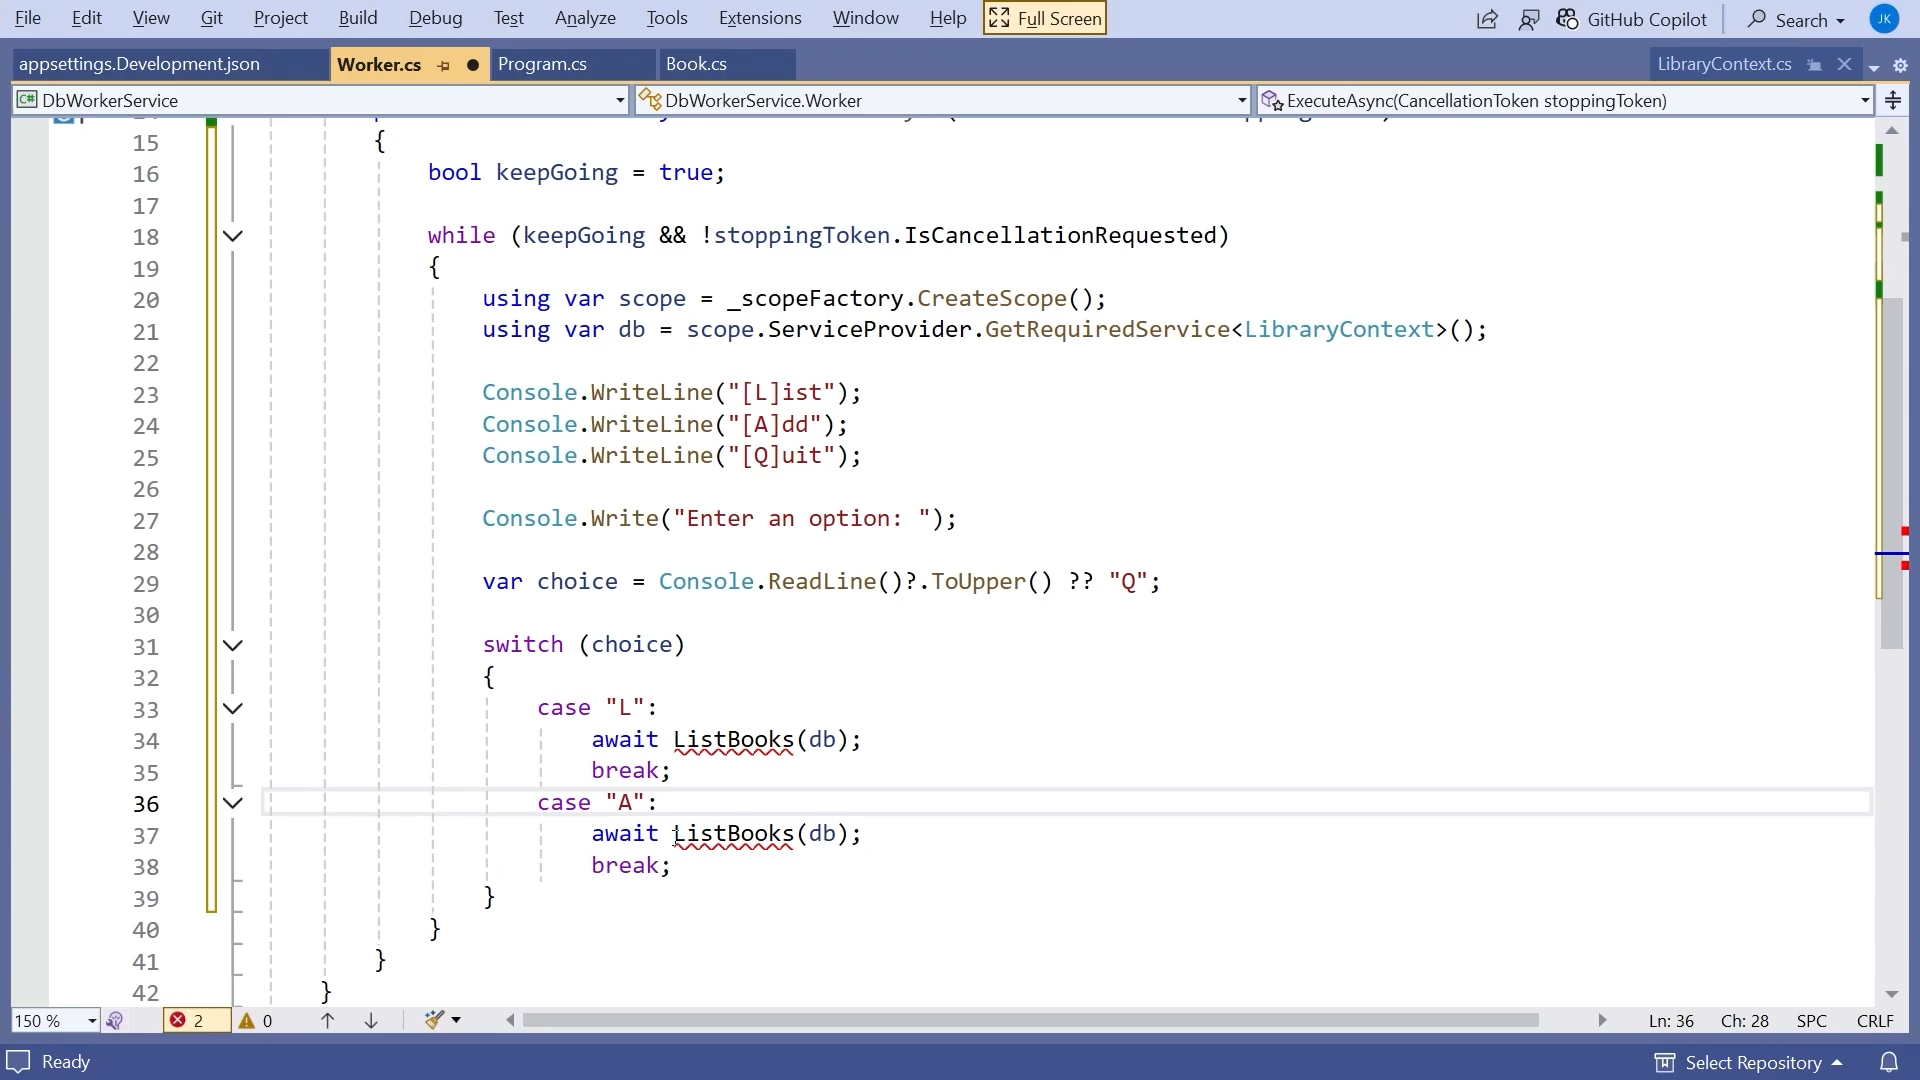 File Edit View Git Project Build Debug Test Analyze Tools Extensions Window Help Full Screen GitHub Copilot Search JK
appsettings.Development.json Worker.cs Program.cs Book.cs LibraryContext.cs
C# DbWorkerService DbWorkerService.Worker ExecuteAsync(CancellationToken stoppingToken)
15 {
16 bool keepGoing = true;
17
18 while (keepGoing && !stoppingToken.IsCancellationRequested)
19 {
20 using var scope = _scopeFactory.CreateScope();
21 using var db = scope.ServiceProvider.GetRequiredService<LibraryContext>();
22
23 Console.WriteLine("[L]ist");
24 Console.WriteLine("[A]dd");
25 Console.WriteLine("[Q]uit");
26
27 Console.Write("Enter an option: ");
28
29 var choice = Console.ReadLine()?.ToUpper() ?? "Q";
30
31 switch (choice)
32 {
33 case "L":
34 await ListBooks(db);
35 break;
36 case "A":
37 await ListBooks(db);
38 break;
39 }
40 }
41 }
42 }
150 % 2 0 Ln: 36 Ch: 28 SPC CRLF
Ready Select Repository